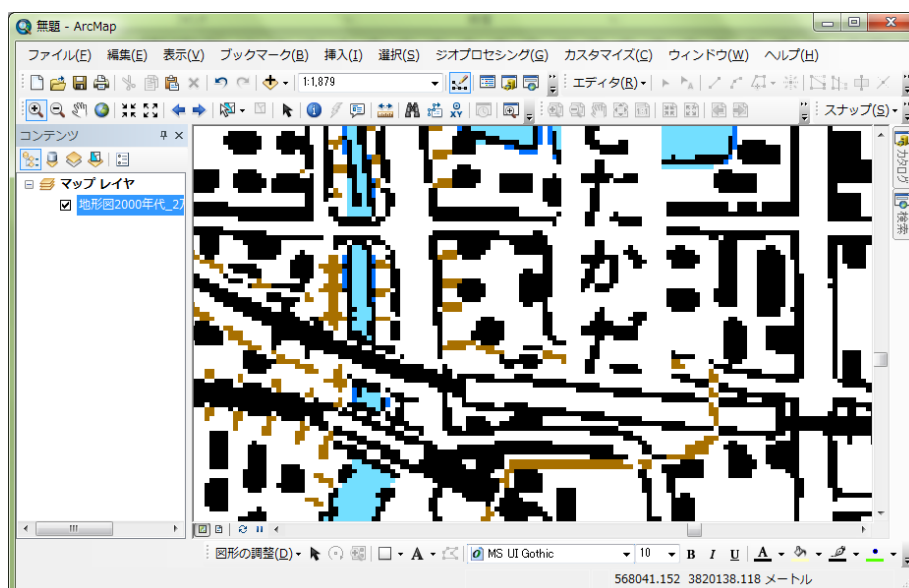 無題 - ArcMap
ファイル(F) 編集(E) 表示(V) ブックマーク(B) 挿入(I) 選択(S) ジオプロセシング(G) カスタマイズ(C) ウィンドウ(W) ヘルプ(H)
1:1,879 エディタ(R)
XY 1:1 スナップ(S)
コンテンツ
カタログ
検索
マップ レイヤ
地形図2000年代_2万
図形の調整(D) A MS UI Gothic 10 B I U A
568041.152 3820138.118 メートル